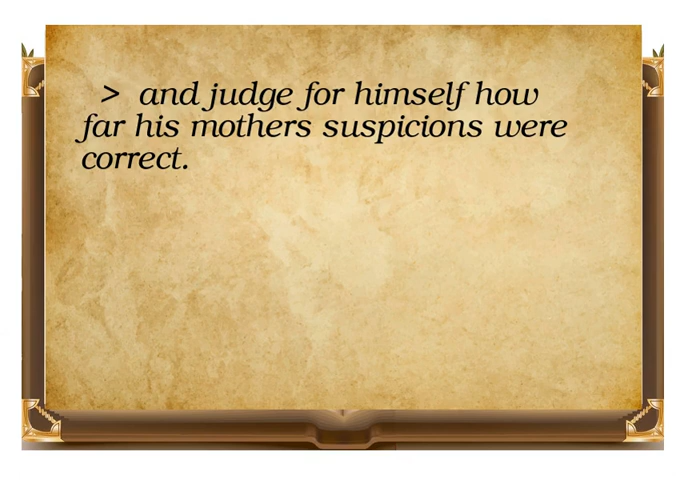 > and judge for himself how
far his mothers suspicions were
correct.